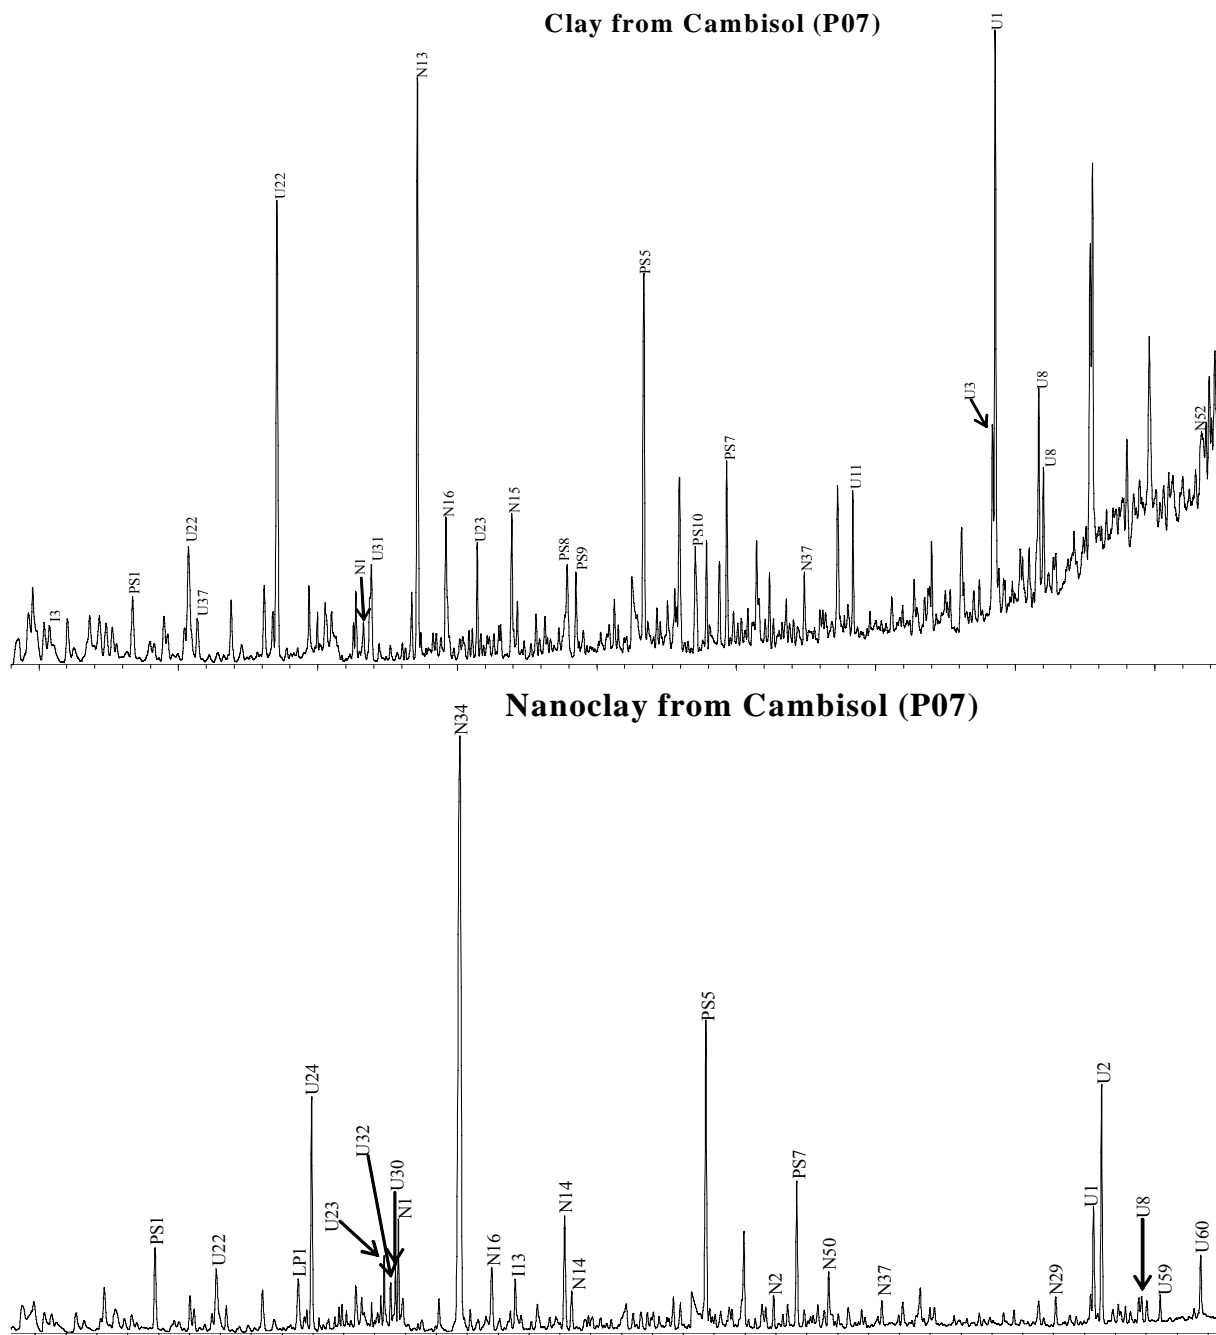 Clay from Cambisol (P07)
I3
PS1
U22
U37
U22
N1
U31
N13
N16
U23
N15
PS8
PS9
PS5
PS10
PS7
N37
U11
U3
U1
U8
U8
N52
Nanoclay from Cambisol (P07)
PS1
U22
LP1
U24
U23
U32
U30
N1
N34
N16
I13
N14
N14
PS5
N2
PS7
N50
N37
N29
U1
U2
U8
U59
U60